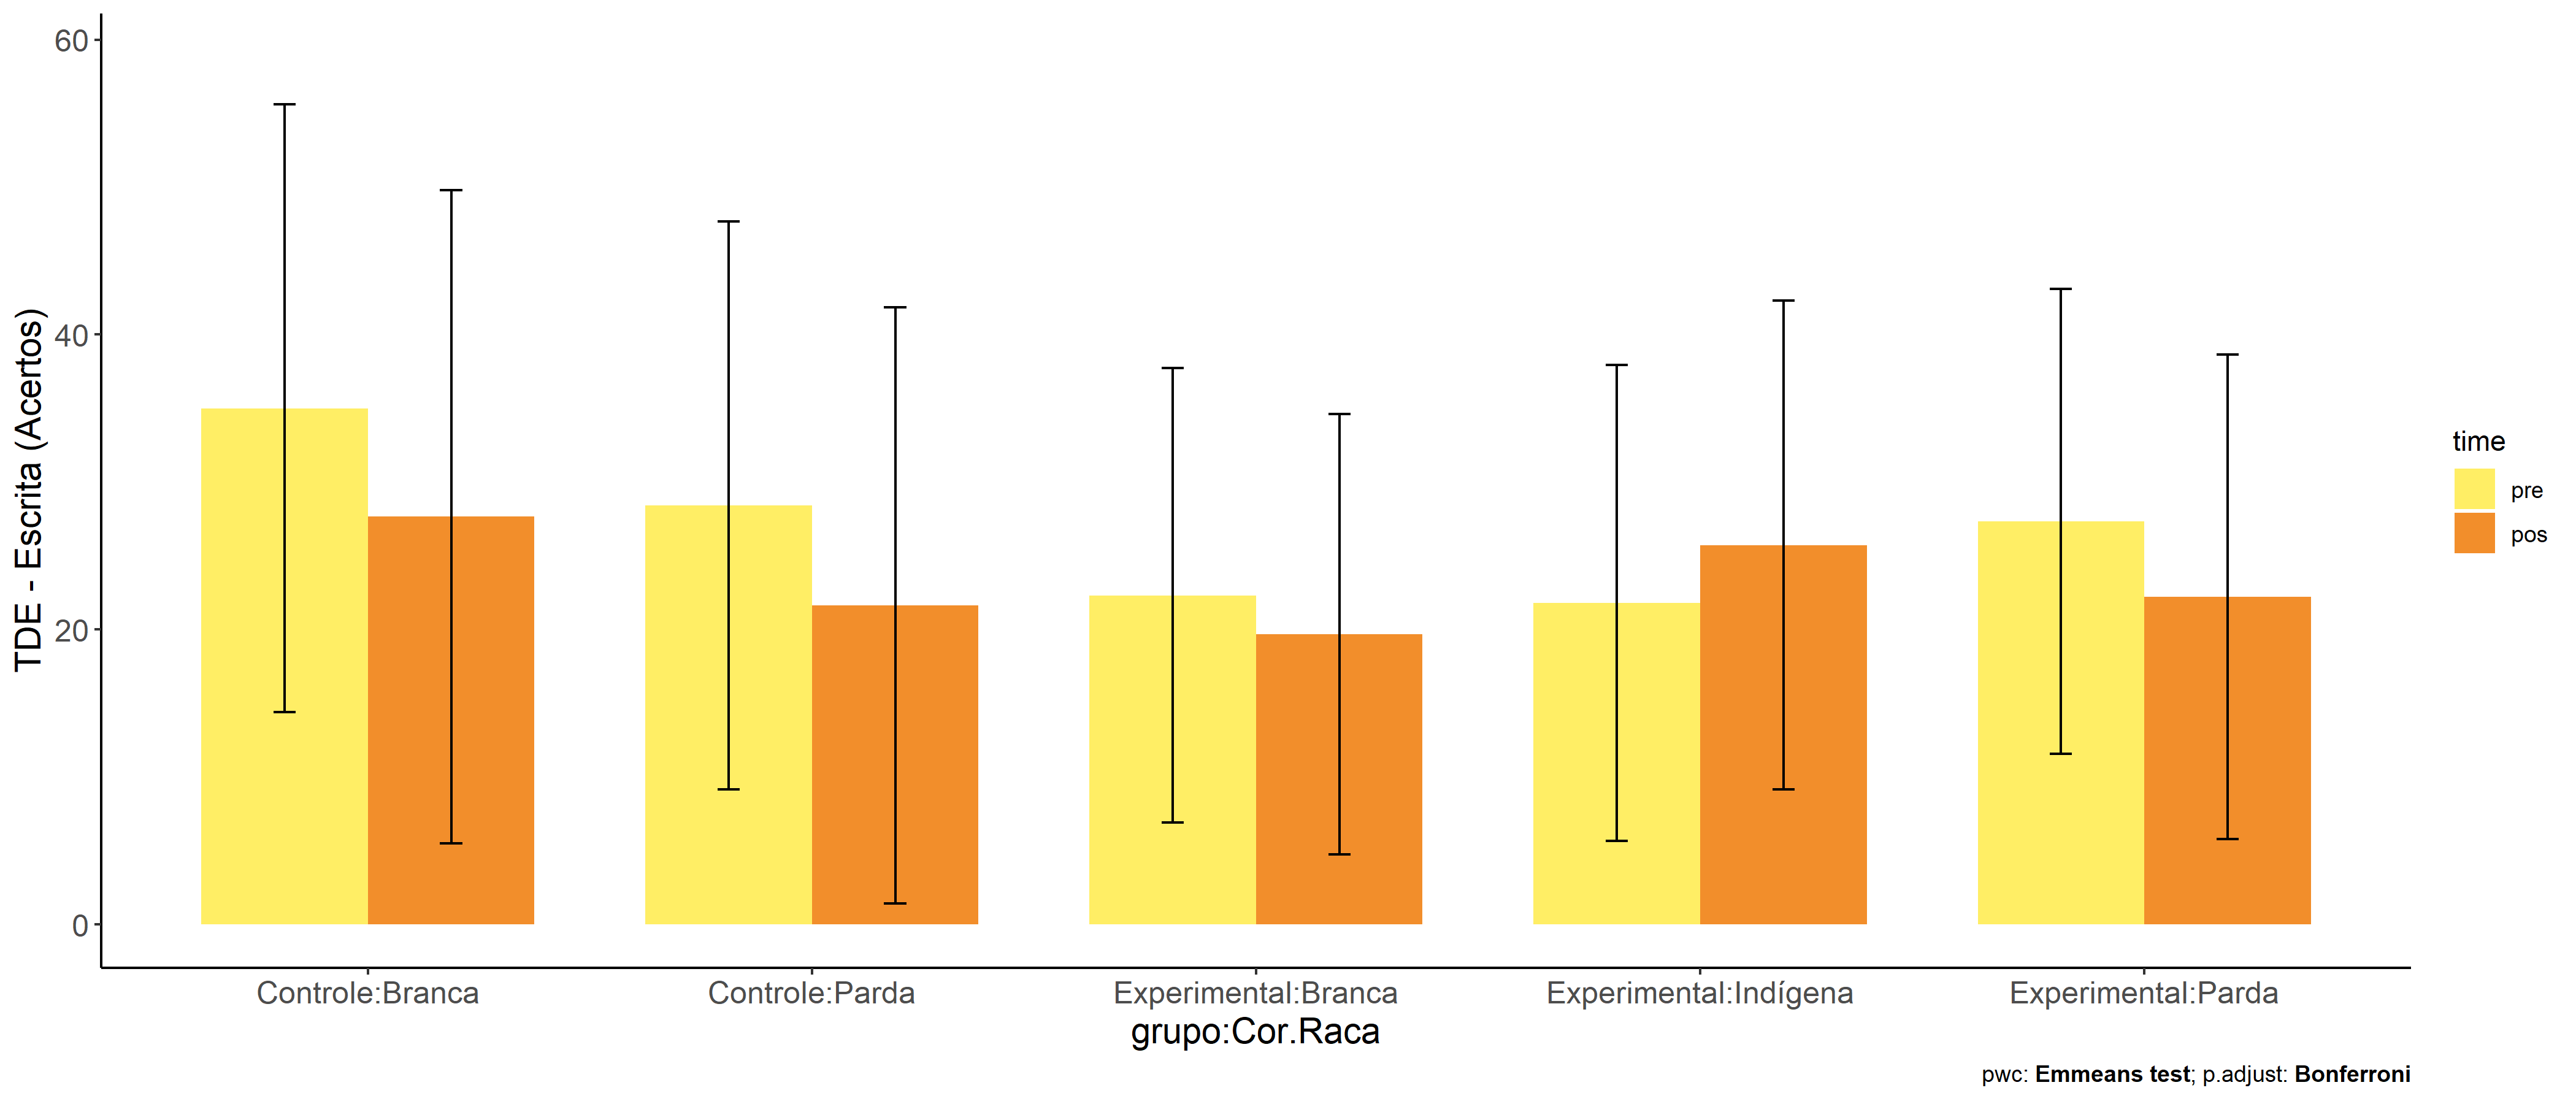 60
40
20
0
TDE - Escrita (Acertos)
Controle:Branca
Controle:Parda
Experimental:Branca
Experimental:Indígena
Experimental:Parda
grupo:Cor.Raca
time
pre
pos
pwc: Emmeans test; p.adjust: Bonferroni